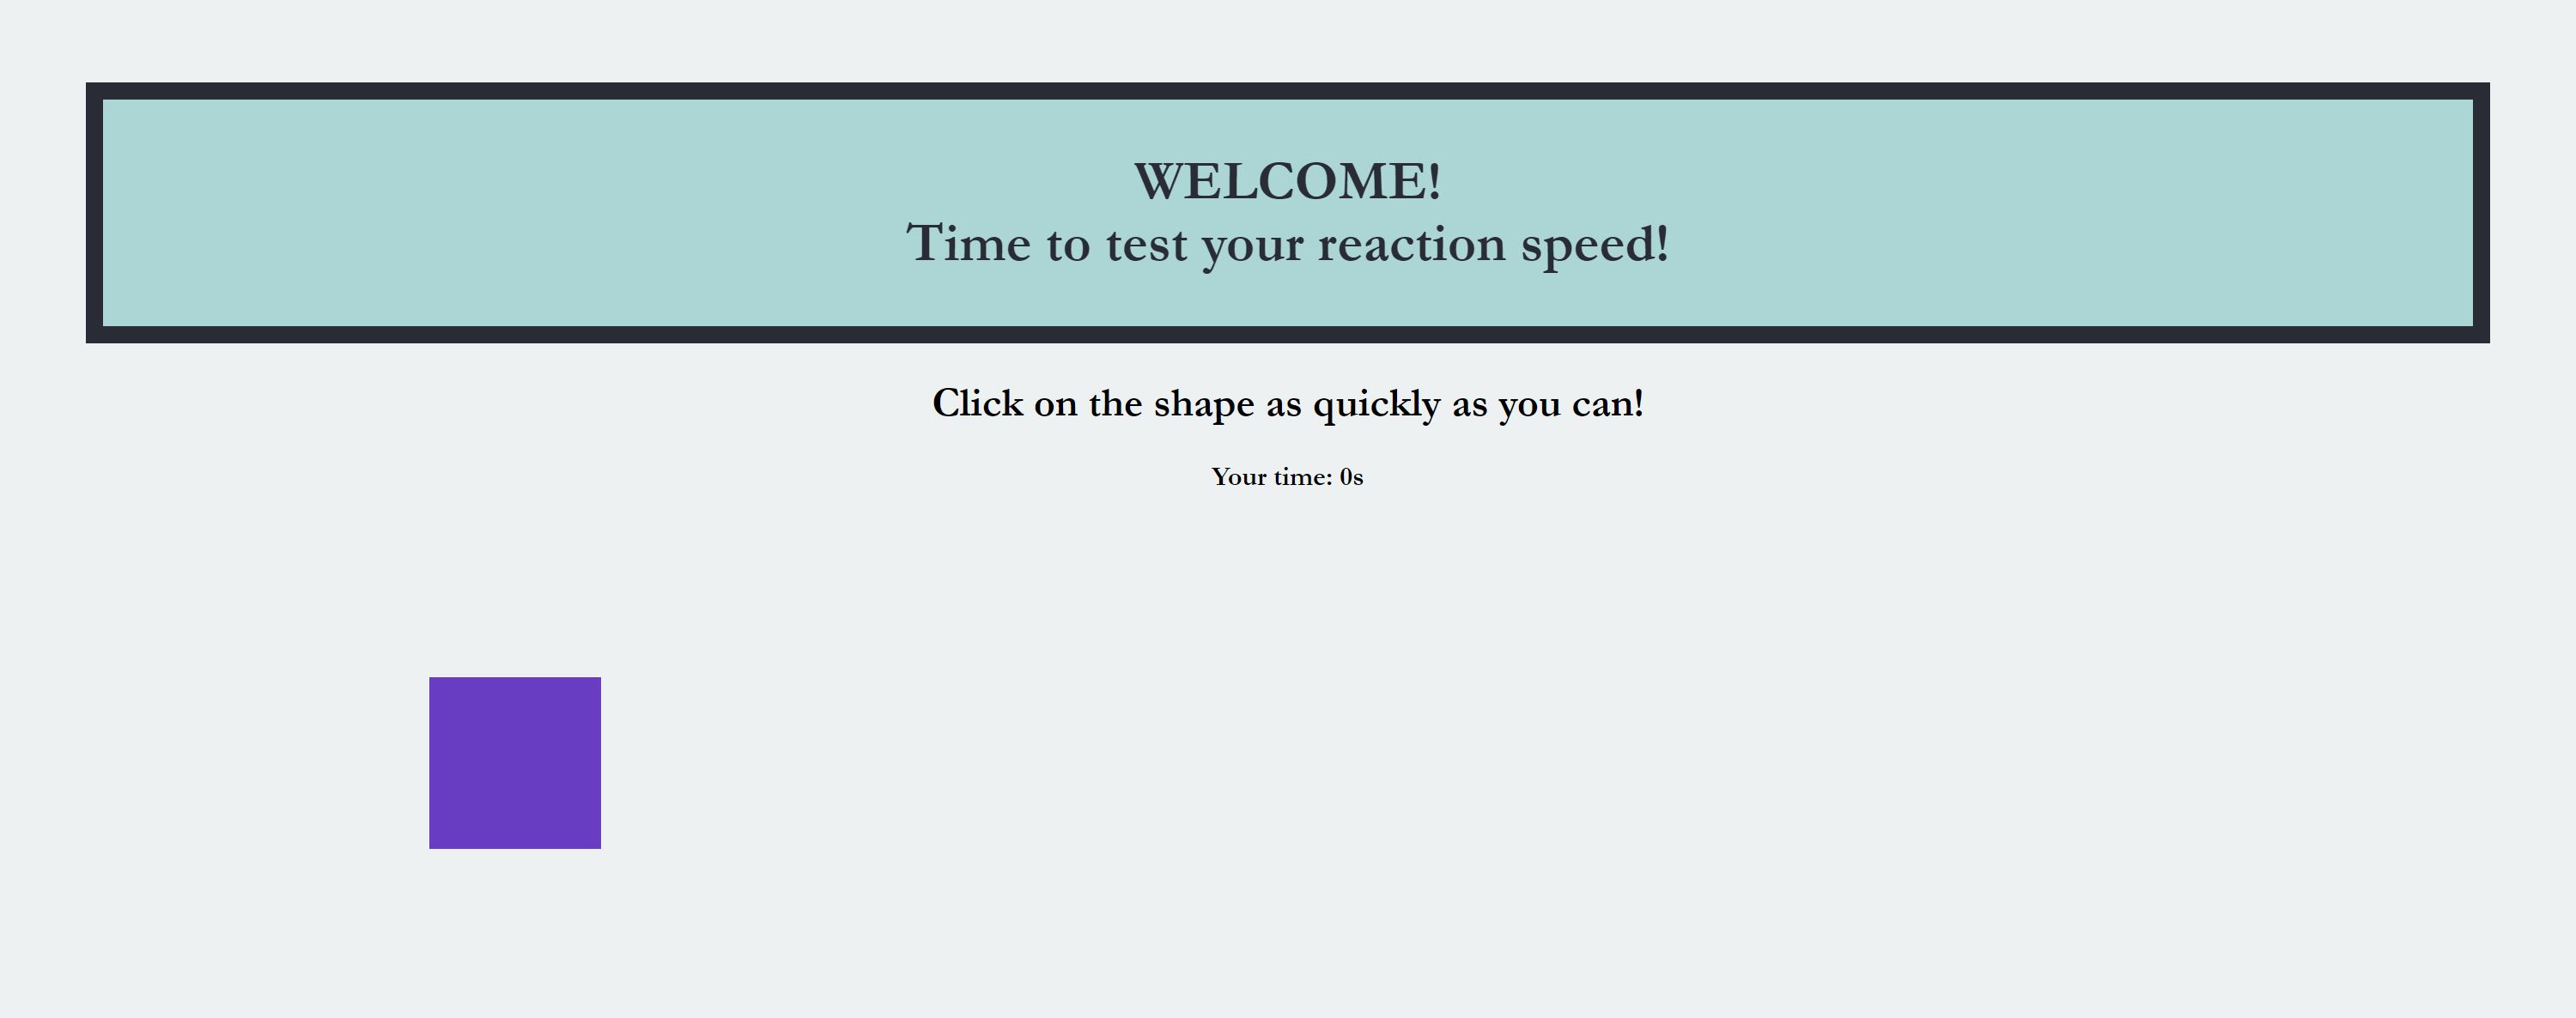 WELCOME!
Time to test your reaction speed!
Click on the shape as quickly as you can!
Your time: 0s